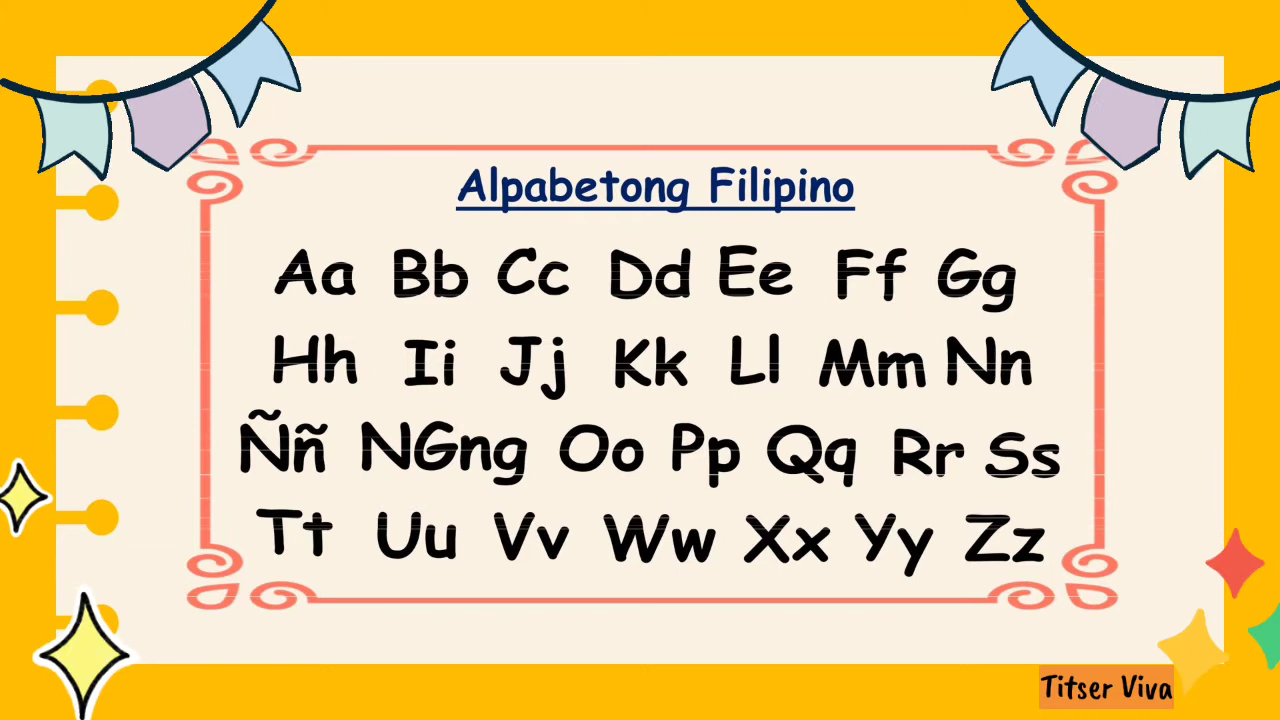 Alpabetong Filipino
Aa Bb Cc Dd Ee Ff Gg
Hh Ii Jj Kk Ll Mm Nn
Ññ NGng Oo Pp Qq Rr Ss
Tt Uu Vv Ww Xx Yy Zz
Titser Viva